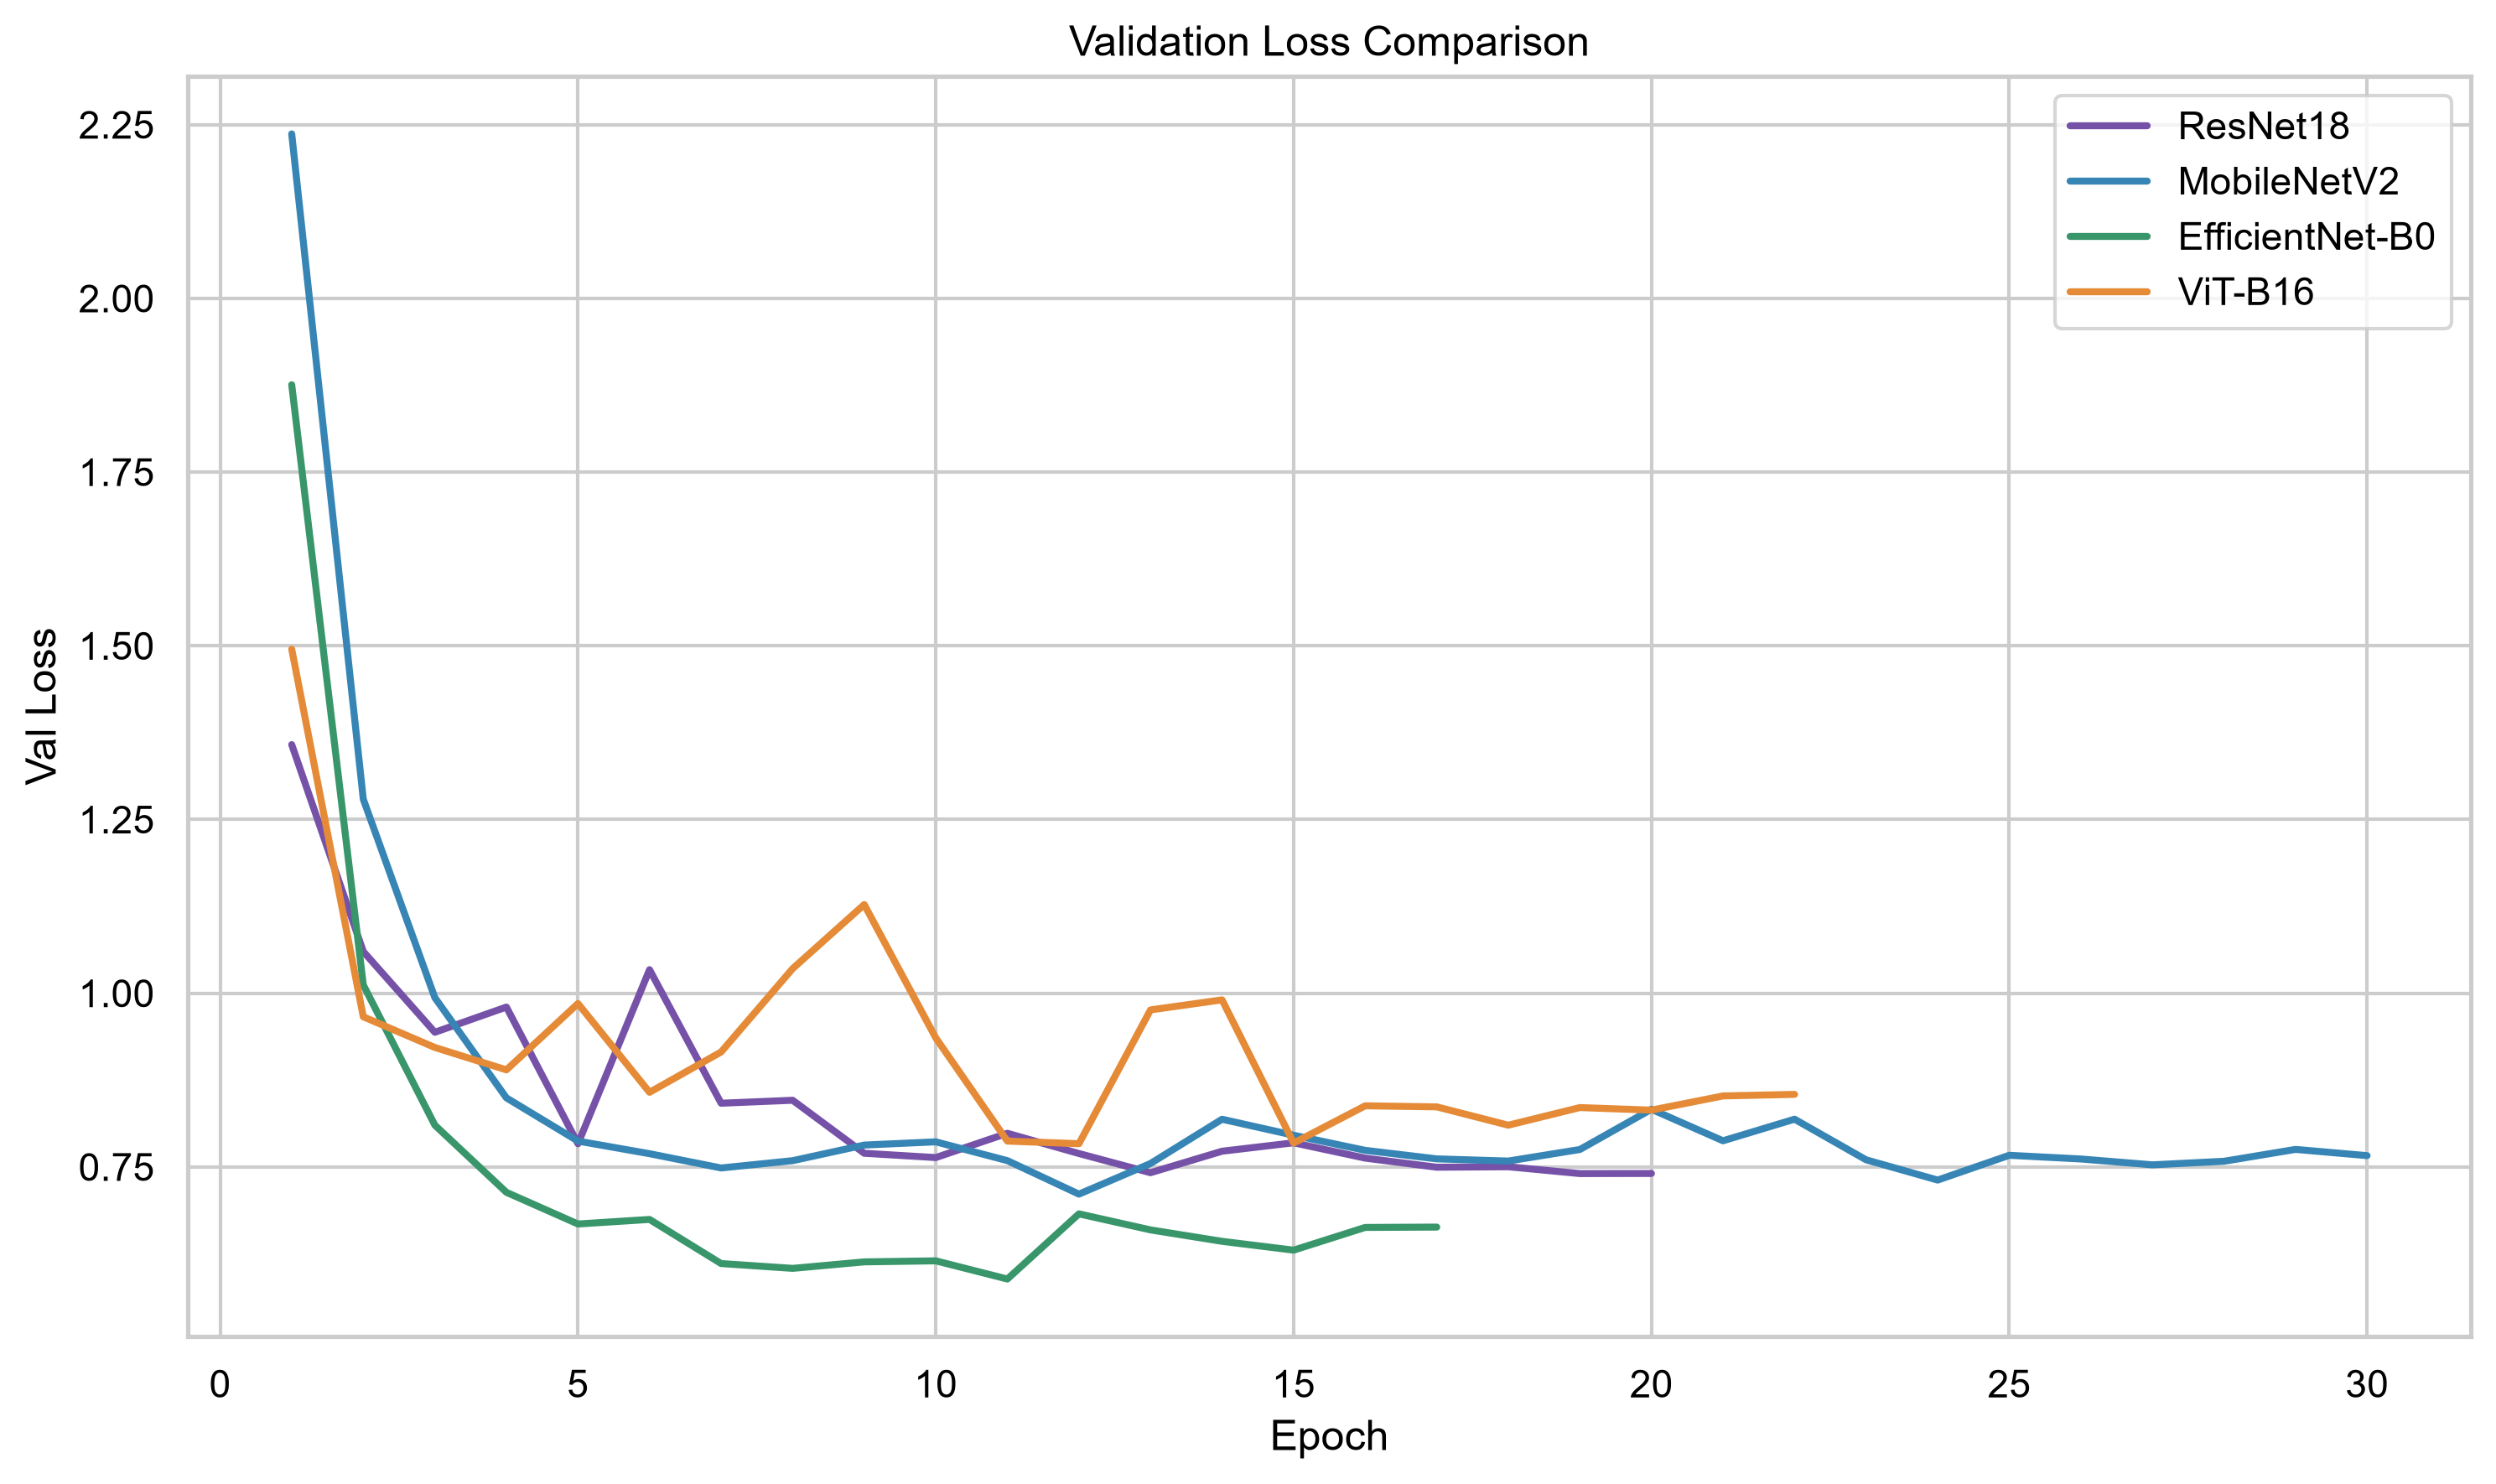 Validation Loss Comparison
2.25
2.00
1.75
1.50
1.25
1.00
0.75
Val Loss
ResNet18
MobileNetV2
EfficientNet-B0
ViT-B16
0 5 10 15 20 25 30
Epoch